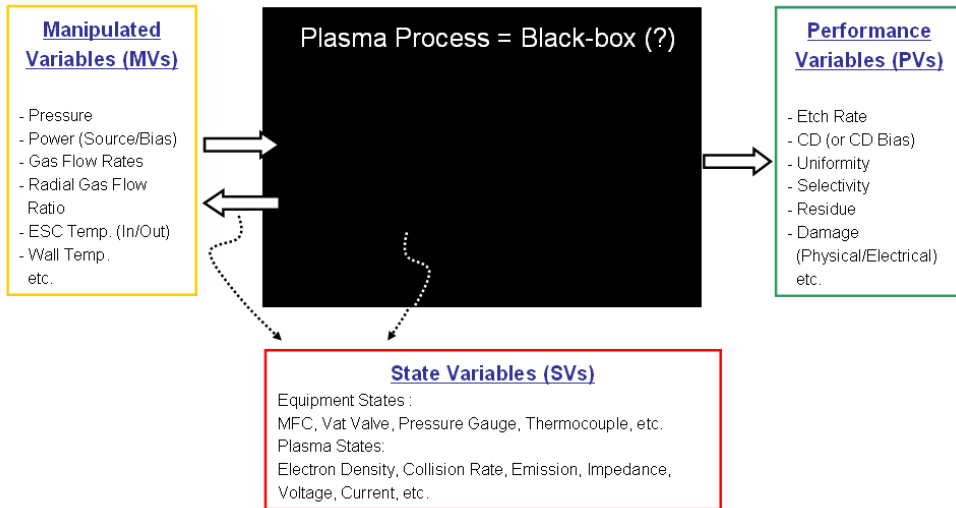 Manipulated
Variables (MVs)
- Pressure
- Power (Source/Bias)
- Gas Flow Rates
- Radial Gas Flow
Ratio
- ESC Temp. (In/Out)
- Wall Temp.
etc.
Plasma Process = Black-box (?)
Performance
Variables (PVs)
- Etch Rate
- CD (or CD Bias)
- Uniformity
- Selectivity
- Residue
- Damage
(Physical/Electrical)
etc.
State Variables (SVs)
Equipment States :
MFC, Vat Valve, Pressure Gauge, Thermocouple, etc.
Plasma States:
Electron Density, Collision Rate, Emission, Impedance,
Voltage, Current, etc.